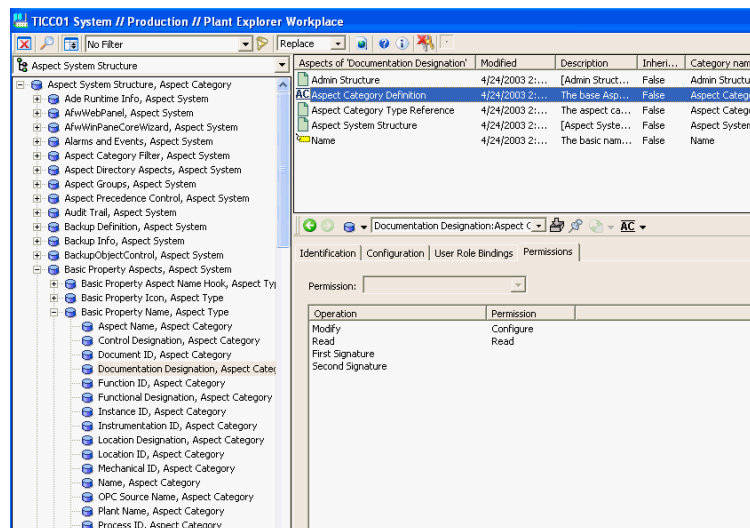 TICC01 System // Production // Plant Explorer Workplace
No Filter
Replace
Aspect System Structure
Aspect System Structure, Aspect Category
Ade Runtime Info, Aspect System
AfwWebPanel, Aspect System
AfwWinPaneCoreWizard, Aspect System
Alarms and Events, Aspect System
Aspect Category Filter, Aspect System
Aspect Directory Aspects, Aspect System
Aspect Groups, Aspect System
Aspect Precedence Control, Aspect System
Audit Trail, Aspect System
Backup Definition, Aspect System
Backup Info, Aspect System
BackupObjectControl, Aspect System
Basic Property Aspects, Aspect System
Basic Property Aspect Name Hook, Aspect Ty
Basic Property Icon, Aspect Type
Basic Property Name, Aspect Type
Aspect Name, Aspect Category
Control Designation, Aspect Category
Document ID, Aspect Category
Documentation Designation, Aspect Categ
Function ID, Aspect Category
Functional Designation, Aspect Category
Instance ID, Aspect Category
Instrumentation ID, Aspect Category
Location Designation, Aspect Category
Location ID, Aspect Category
Mechanical ID, Aspect Category
Name, Aspect Category
OPC Source Name, Aspect Category
Plant Name, Aspect Category
Process ID, Aspect Category
Aspects of 'Documentation Designation' Modified Description Inheri... Category nam
Admin Structure 4/24/2003 2:... [Admin Struct... False Admin Structu
AC Aspect Category Definition 4/24/2003 2:... The base Asp... False Aspect Catego
Aspect Category Type Reference 4/24/2003 2:... The aspect ca... False Aspect Catego
Aspect System Structure 4/24/2003 2:... [Aspect Syste... False Aspect System
Name 4/24/2003 2:... The basic nam... False Name
Documentation Designation:Aspect C AC
Identification Configuration User Role Bindings Permissions
Permission:
Operation Permission
Modify Configure
Read Read
First Signature
Second Signature